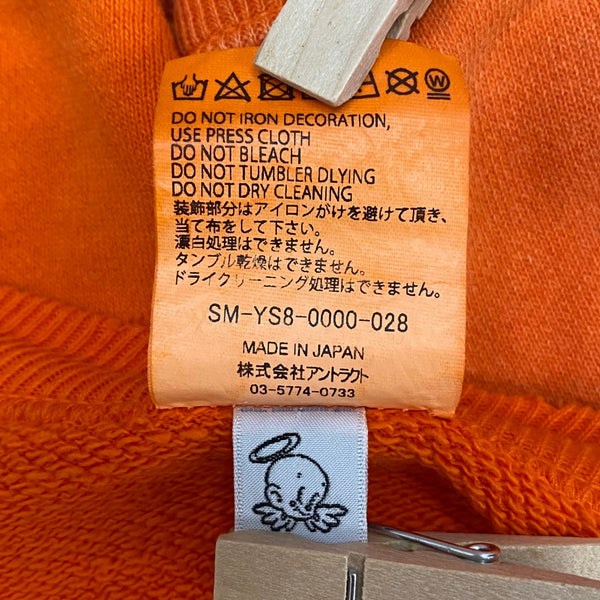 W
DO NOT IRON DECORATION,
USE PRESS CLOTH
DO NOT BLEACH
DO NOT TUMBLER DLYING
DO NOT DRY CLEANING
装飾部分はアイロンがけを避けて頂き、
当て布をして下さい。
漂白処理はできません。
タンブル乾燥はできません。
ドライクリーニング処理はできません。
SM-YS8-0000-028
MADE IN JAPAN
株式会社アントラクト
03-5774-0733